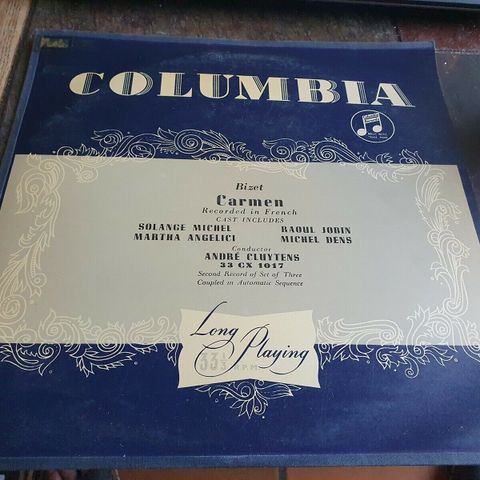 COLUMBIA
Bizet
Carmen
Recorded in French
CAST INCLUDES
SOLANGE MICHEL RAOUL JOBIN
MARTHA ANGELICI MICHEL DENS
Conductor
ANDRÉ CLUYTENS
33 CX 1017
Second Record of Set of Three
Coupled in Automatic Sequence
Long
Playing
33⅓ R.P.M